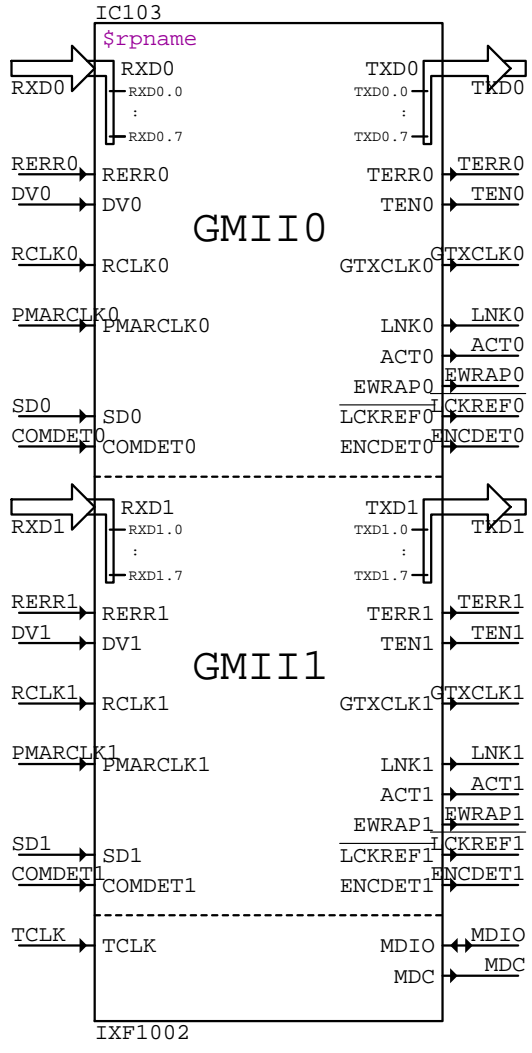 IC103
$rpname
RXD0 TXD0
RXD0 TXD0
RXD0.0 TXD0.0
: :
RXD0.7 TXD0.7
RERR0 TERR0
RERR0 TERR0
DV0 TEN0
DV0 TEN0
GMII0
RCLK0 GTXCLK0
RCLK0 GTXCLK0
PMARCLK0 LNK0
PMARCLK0 LNK0
ACT0
ACT0
EWRAP0
EWRAP0
SD0 LCKREF0
SD0 LCKREF0
COMDET0 ENCDET0
COMDET0 ENCDET0
RXD1 TXD1
RXD1 TXD1
RXD1.0 TXD1.0
: :
RXD1.7 TXD1.7
RERR1 TERR1
RERR1 TERR1
DV1 TEN1
DV1 TEN1
GMII1
RCLK1 GTXCLK1
RCLK1 GTXCLK1
PMARCLK1 LNK1
PMARCLK1 LNK1
ACT1
ACT1
EWRAP1
EWRAP1
SD1 LCKREF1
SD1 LCKREF1
COMDET1 ENCDET1
COMDET1 ENCDET1
TCLK MDIO
TCLK MDIO
MDC
MDC
IXF1002